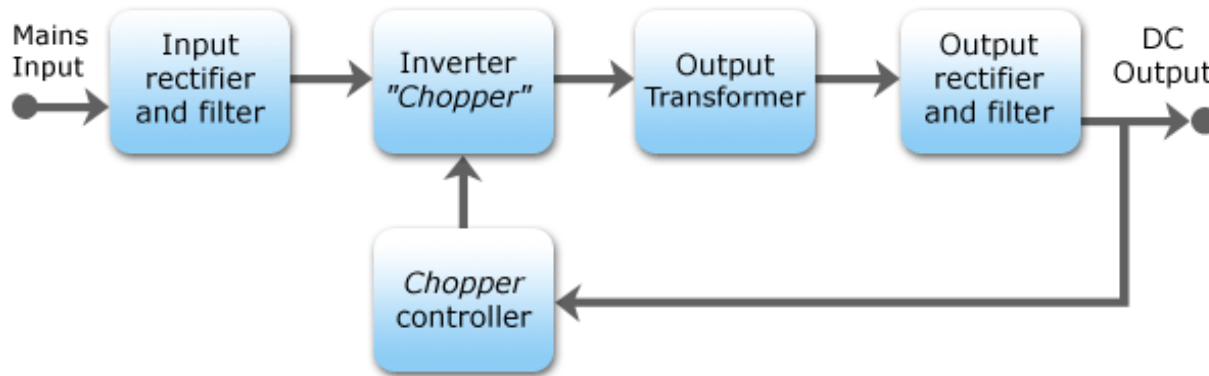 Mains
Input
Input
rectifier
and filter
Inverter
"Chopper"
Output
Transformer
Output
rectifier
and filter
DC
Output
Chopper
controller